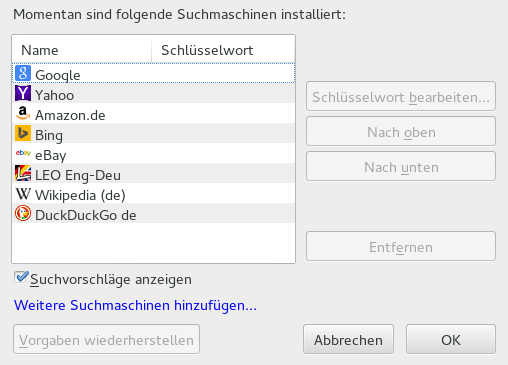 Momentan sind folgende Suchmaschinen installiert:
Name Schlüsselwort
Google
Yahoo
Amazon.de
Bing
eBay
LEO Eng-Deu
Wikipedia (de)
DuckDuckGo de
Schlüsselwort bearbeiten...
Nach oben
Nach unten
Entfernen
Suchvorschläge anzeigen
Weitere Suchmaschinen hinzufügen...
Vorgaben wiederherstellen Abbrechen OK